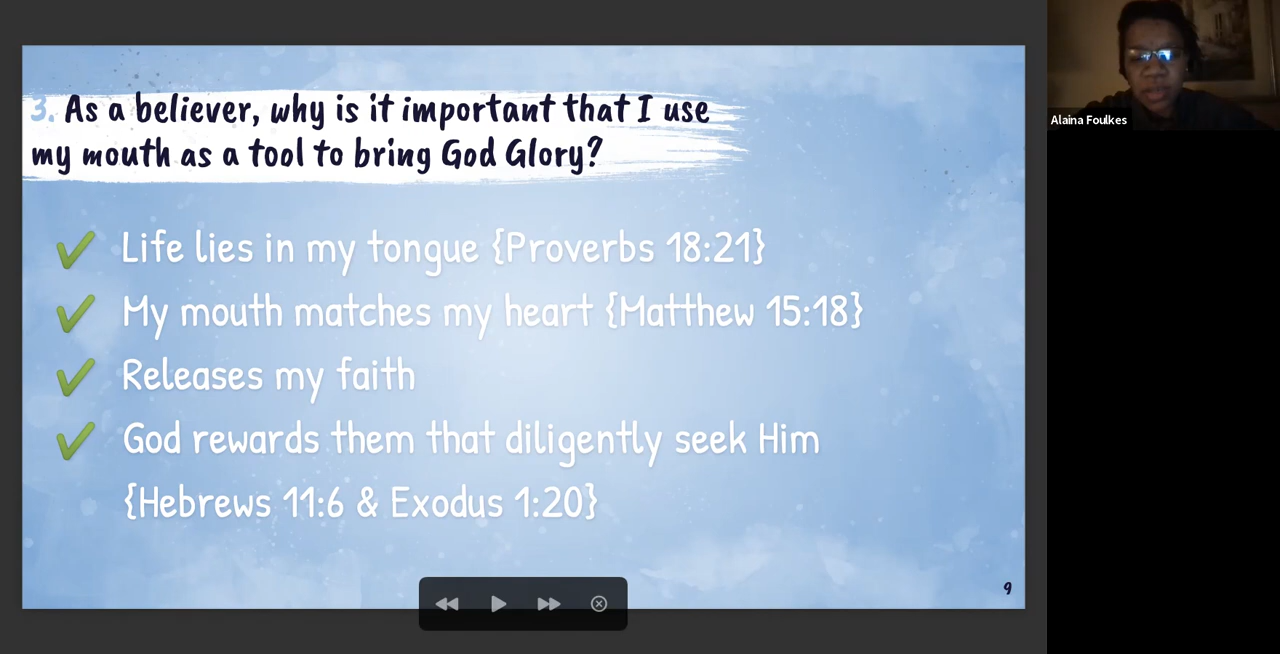 3. As a believer, why is it important that I use
my mouth as a tool to bring God Glory?
Life lies in my tongue {Proverbs 18:21}
My mouth matches my heart {Matthew 15:18}
Releases my faith
God rewards them that diligently seek Him
{Hebrews 11:6 & Exodus 1:20}
9
Alaina Foulkes